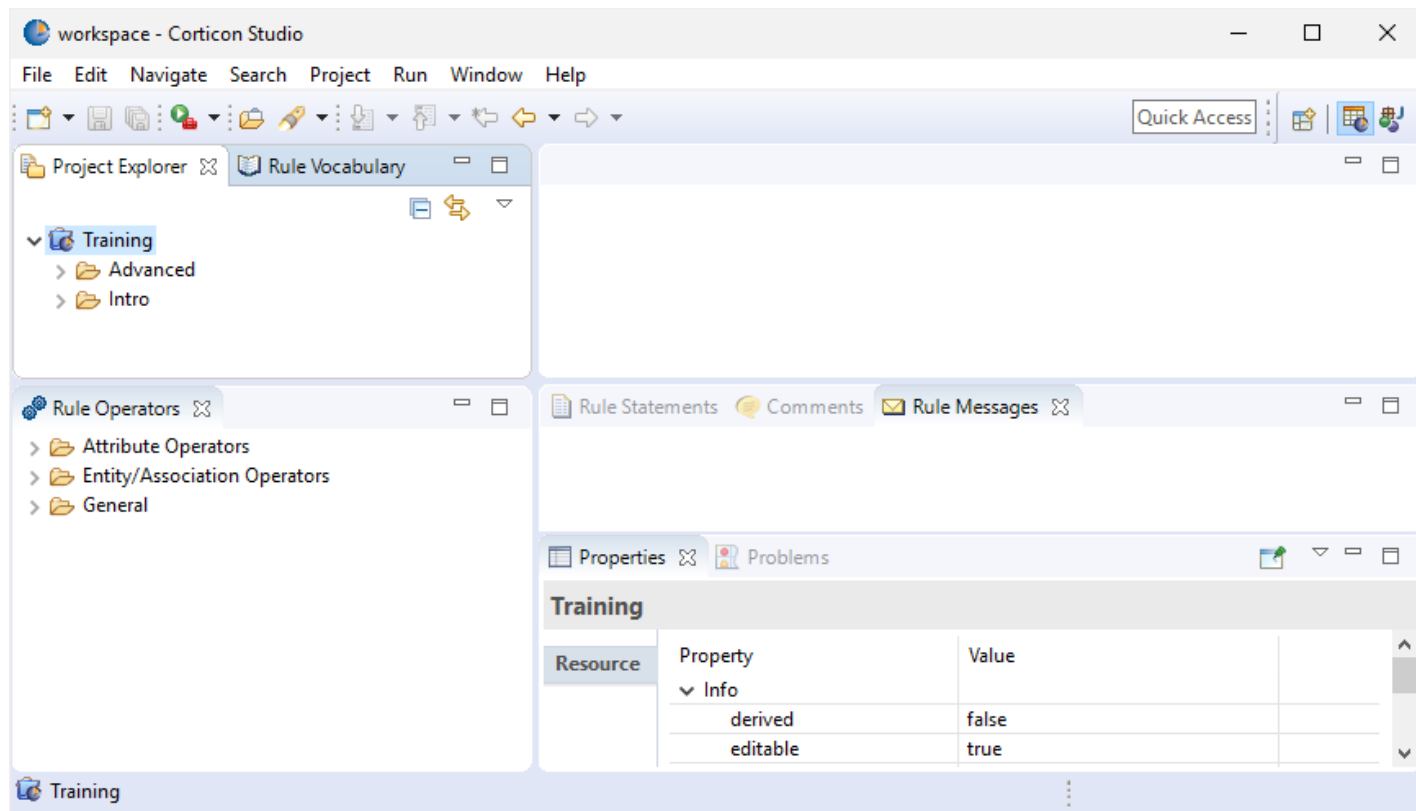 workspace - Corticon Studio
File Edit Navigate Search Project Run Window Help
Quick Access
Project Explorer Rule Vocabulary
Training
Advanced
Intro
Rule Operators
Attribute Operators
Entity/Association Operators
General
Rule Statements Comments Rule Messages
Properties Problems
Training
Resource
Property Value
Info
derived false
editable true
Training